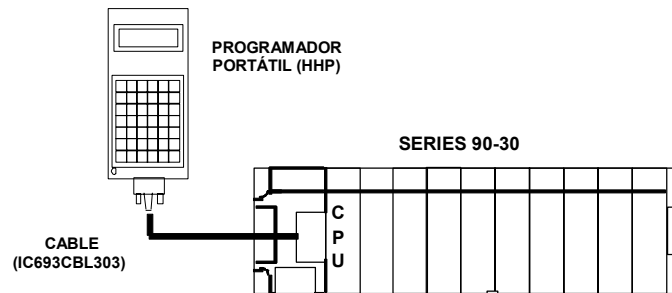 PROGRAMADOR
PORTÁTIL (HHP)
SERIES 90-30
C
P
U
CABLE
(IC693CBL303)